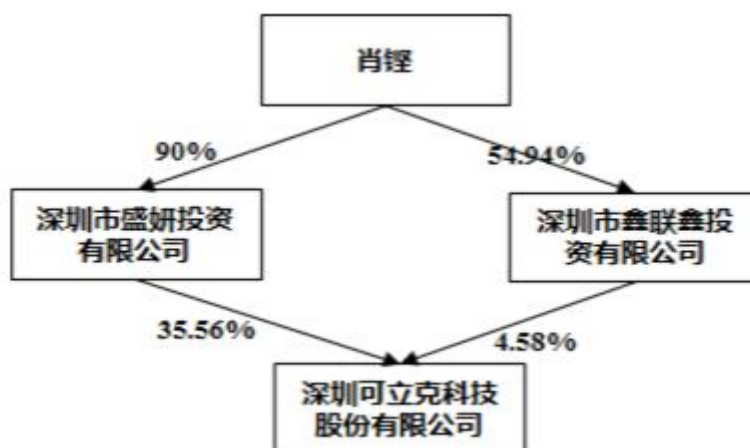 肖铿
90%
54.94%
深圳市盛妍投资
有限公司
深圳市鑫联鑫投
资有限公司
35.56%
4.58%
深圳可立克科技
股份有限公司